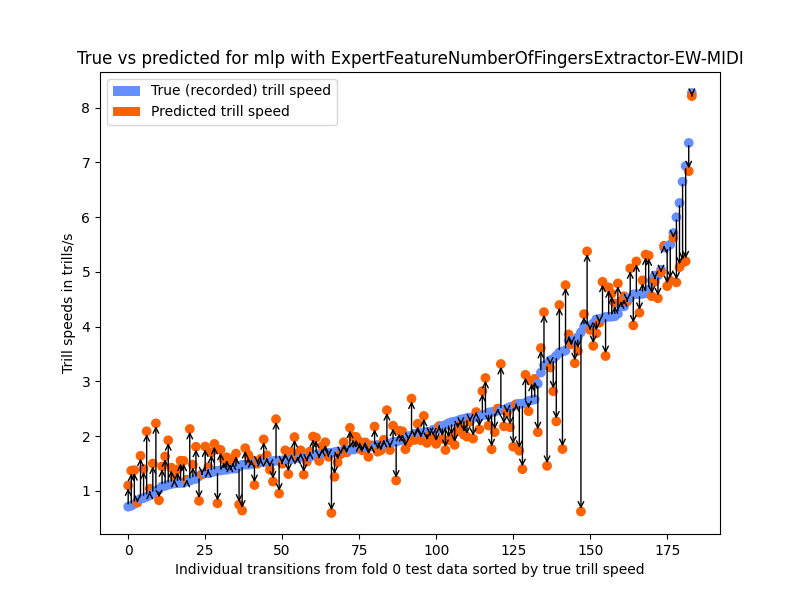 True vs predicted for mlp with ExpertFeatureNumberOfFingersExtractor-EW-MIDI
True (recorded) trill speed
Predicted trill speed
8
7
6
5
4
3
2
1
Trill speeds in trills/s
0 25 50 75 100 125 150 175
Individual transitions from fold 0 test data sorted by true trill speed